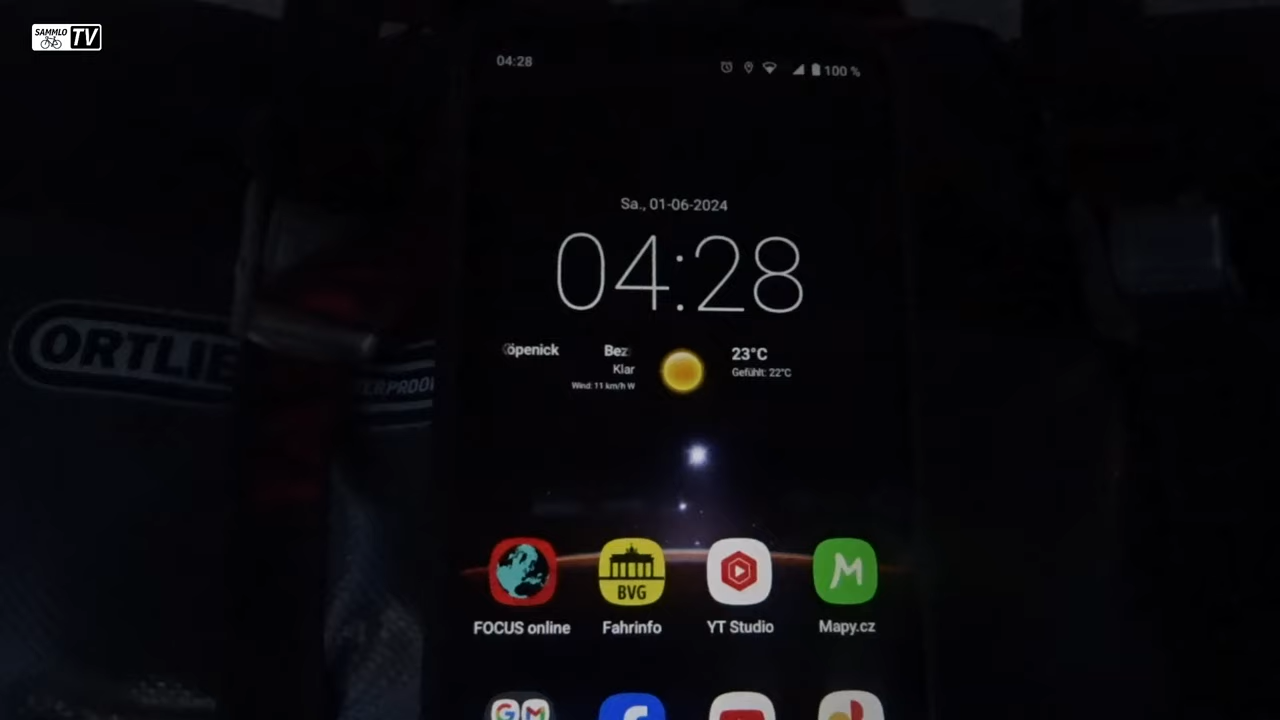 SAMMLO TV
04:28
100 %
Sa., 01-06-2024
04:28
öpenick
Bez
23°C
Klar
Gefühlt: 22°C
Wind: 11 km/h W
ORTLIE
ERPROO
BVG
FOCUS online
Fahrinfo
YT Studio
Mapy.cz